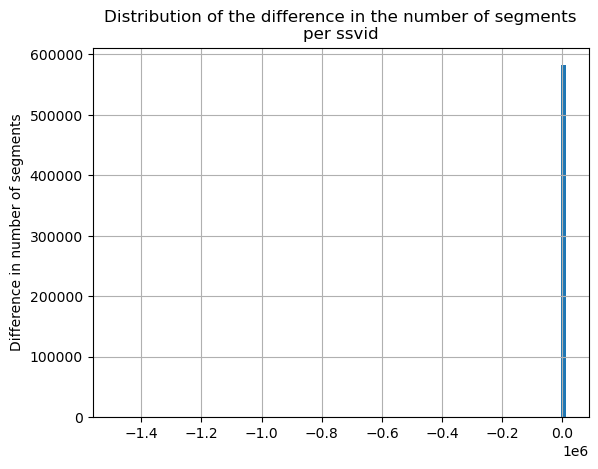 Distribution of the difference in the number of segments
per ssvid
600000
500000
400000
300000
200000
100000
0
Difference in number of segments
−1.4 −1.2 −1.0 −0.8 −0.6 −0.4 −0.2 0.0
1e6